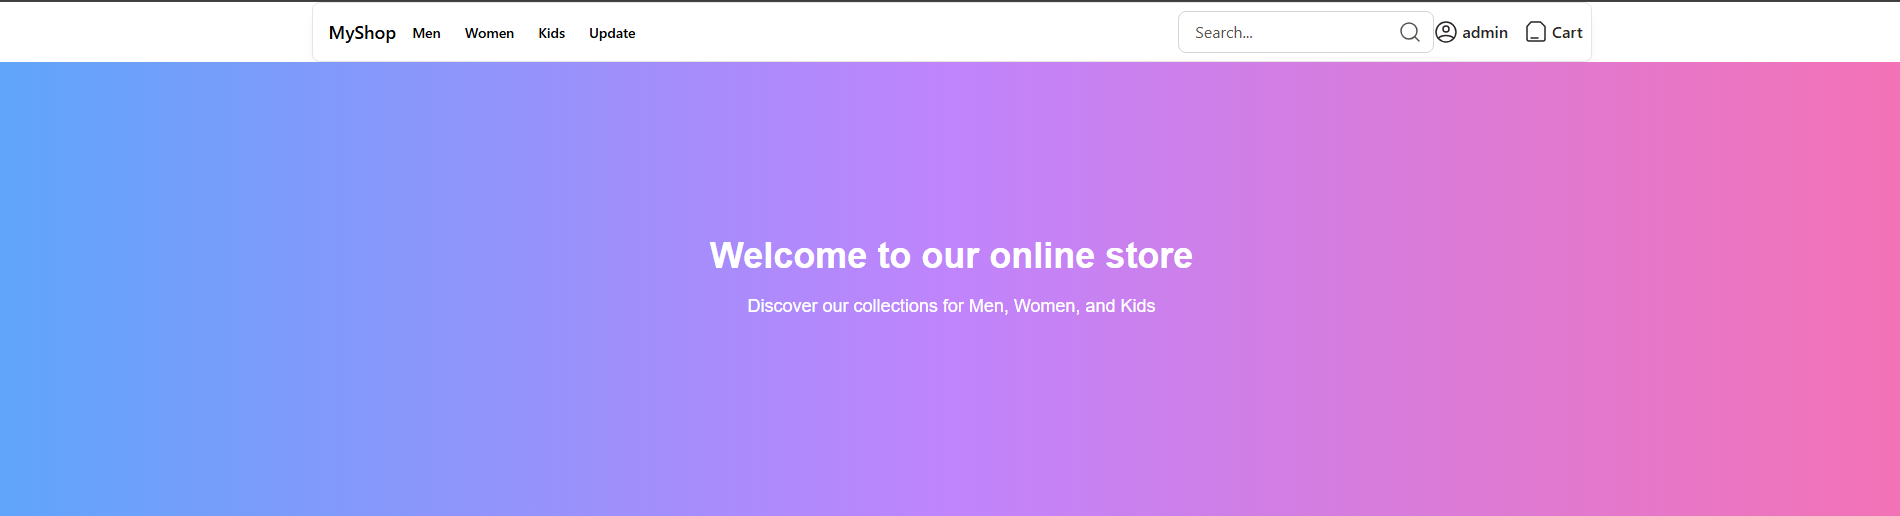 MyShop Men Women Kids Update Search... admin Cart
Welcome to our online store
Discover our collections for Men, Women, and Kids